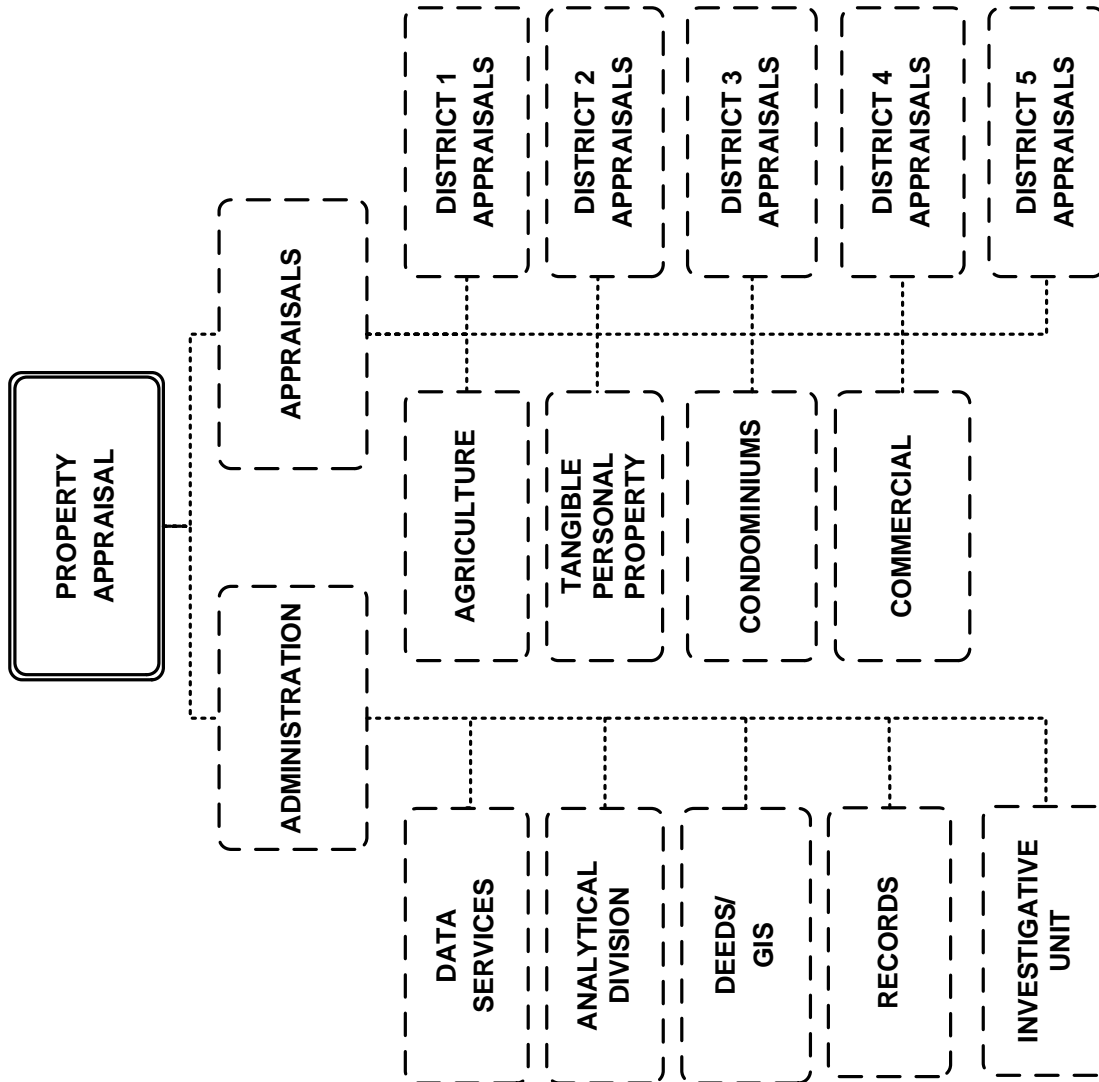 PROPERTY
APPRAISAL
ADMINISTRATION
APPRAISALS
DATA
SERVICES
ANALYTICAL
DIVISION
DEEDS/
GIS
RECORDS
INVESTIGATIVE
UNIT
AGRICULTURE
TANGIBLE
PERSONAL
PROPERTY
CONDOMINIUMS
COMMERCIAL
DISTRICT 1
APPRAISALS
DISTRICT 2
APPRAISALS
DISTRICT 3
APPRAISALS
DISTRICT 4
APPRAISALS
DISTRICT 5
APPRAISALS